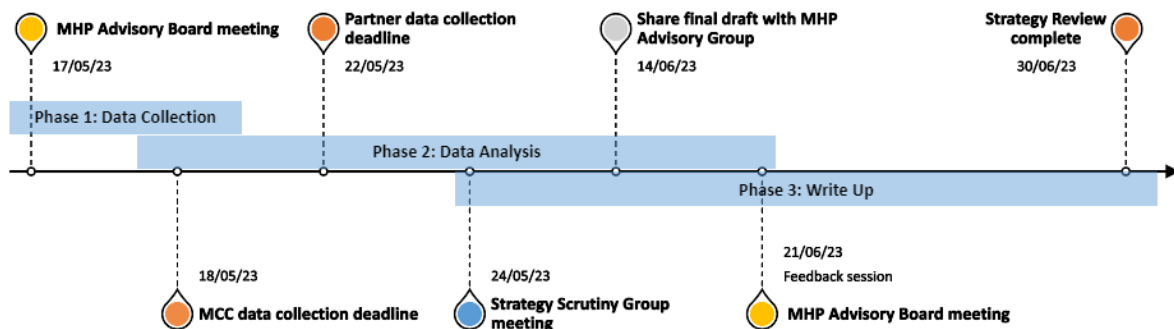 MHP Advisory Board meeting
17/05/23
Partner data collection
deadline
22/05/23
Share final draft with MHP
Advisory Group
14/06/23
Strategy Review
complete
30/06/23
Phase 1: Data Collection
Phase 2: Data Analysis
Phase 3: Write Up
18/05/23
MCC data collection deadline
24/05/23
Strategy Scrutiny Group
meeting
21/06/23
Feedback session
MHP Advisory Board meeting